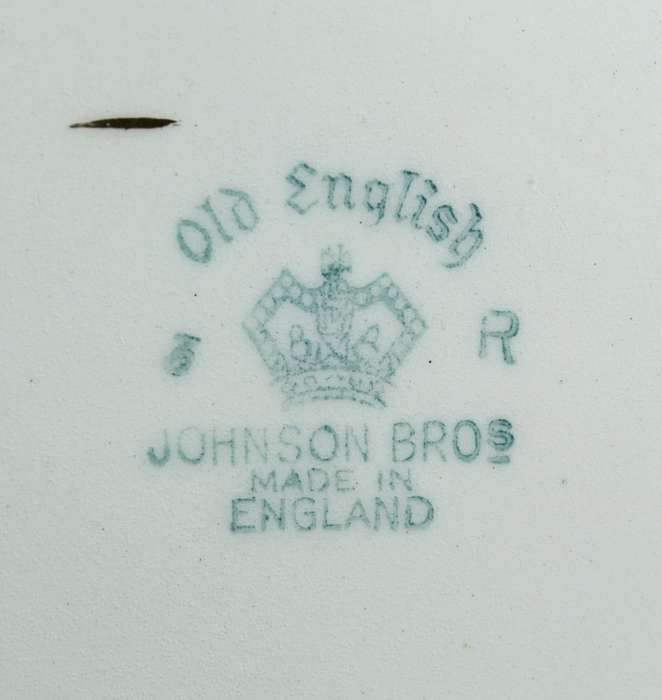 Old English
5 R
JOHNSON BROS
MADE IN
ENGLAND